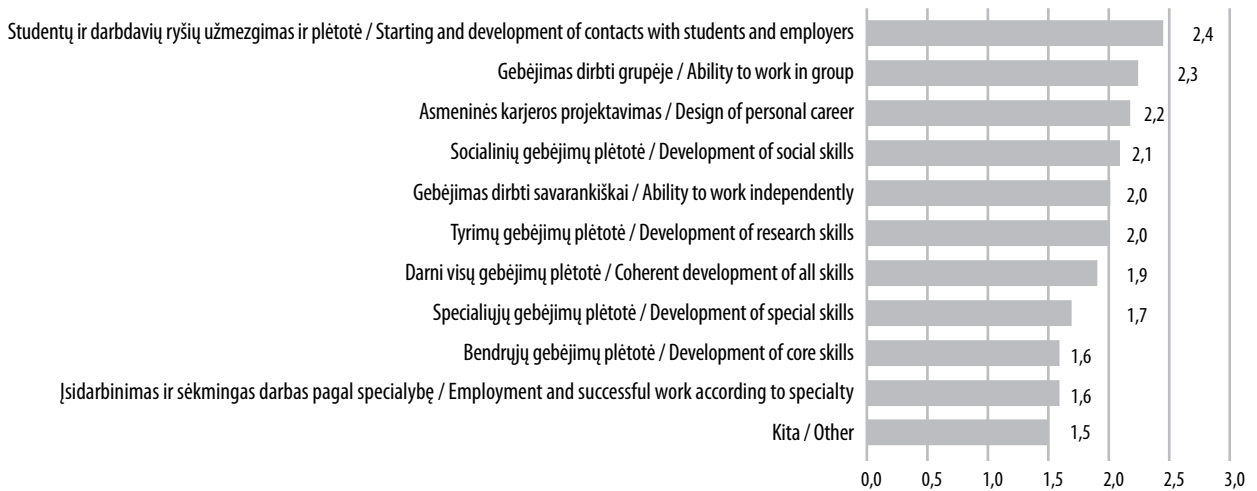 Studentų ir darbdavių ryšių užmezgimas ir plėtotė / Starting and development of contacts with students and employers 2,4
Gebėjimas dirbti grupėje / Ability to work in group 2,3
Asmeninės karjeros projektavimas / Design of personal career 2,2
Socialinių gebėjimų plėtotė / Development of social skills 2,1
Gebėjimas dirbti savarankiškai / Ability to work independently 2,0
Tyrimų gebėjimų plėtotė / Development of research skills 2,0
Darni visų gebėjimų plėtotė / Coherent development of all skills 1,9
Specialiųjų gebėjimų plėtotė / Development of special skills 1,7
Bendrųjų gebėjimų plėtotė / Development of core skills 1,6
Įsidarbinimas ir sėkmingas darbas pagal specialybę / Employment and successful work according to specialty 1,6
Kita / Other 1,5
0,0 0,5 1,0 1,5 2,0 2,5 3,0